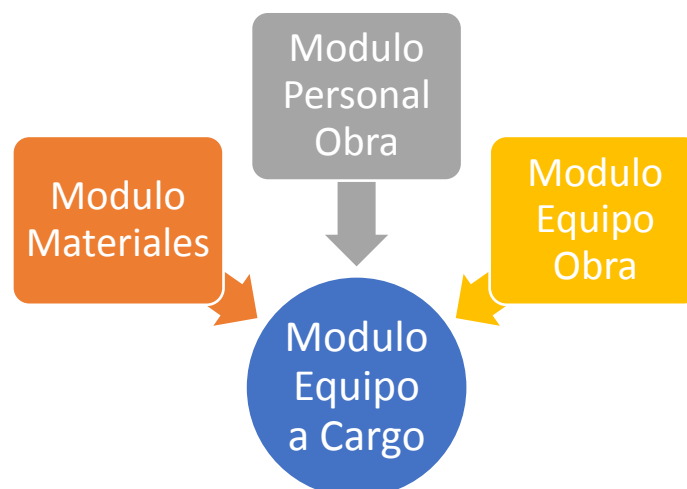 Modulo
Personal
Obra
Modulo
Materiales
Modulo
Equipo
Obra
Modulo
Equipo
a Cargo